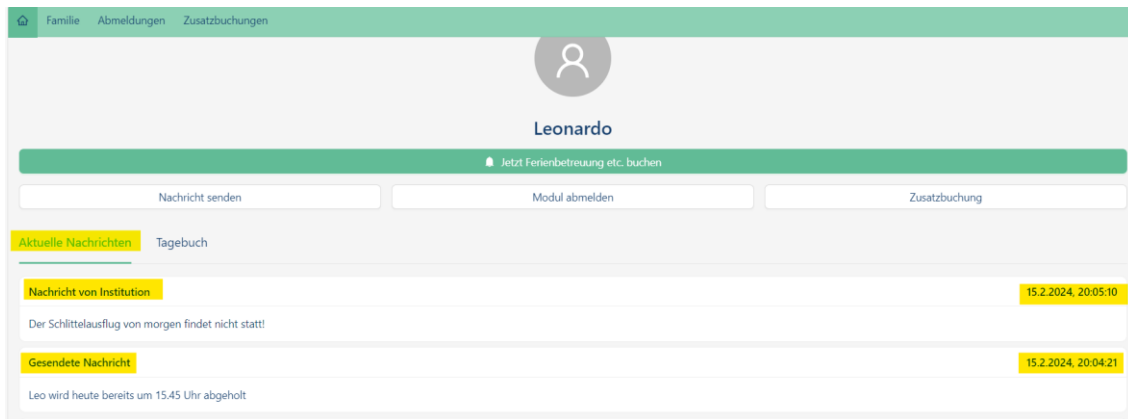 Familie Abmeldungen Zusatzbuchungen
Leonardo
Jetzt Ferienbetreuung etc. buchen
Nachricht senden Modul abmelden Zusatzbuchung
Aktuelle Nachrichten Tagebuch
Nachricht von Institution 15.2.2024, 20:05:10
Der Schlittelausflug von morgen findet nicht statt!
Gesendete Nachricht 15.2.2024, 20:04:21
Leo wird heute bereits um 15.45 Uhr abgeholt